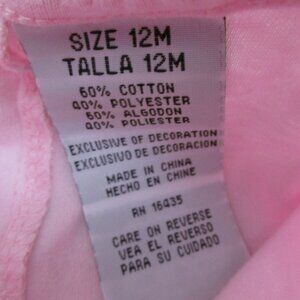 SIZE 12M
TALLA 12M
60% COTTON
40% POLYESTER
60% ALGODON
40% POLIESTER
EXCLUSIVE OF DECORATION
EXCLUSIVO DE DECORACION
MADE IN CHINA
HECHO EN CHINE
RN 16435
CARE ON REVERSE
VEA EL REVERSO
PARA SU CUIDADO